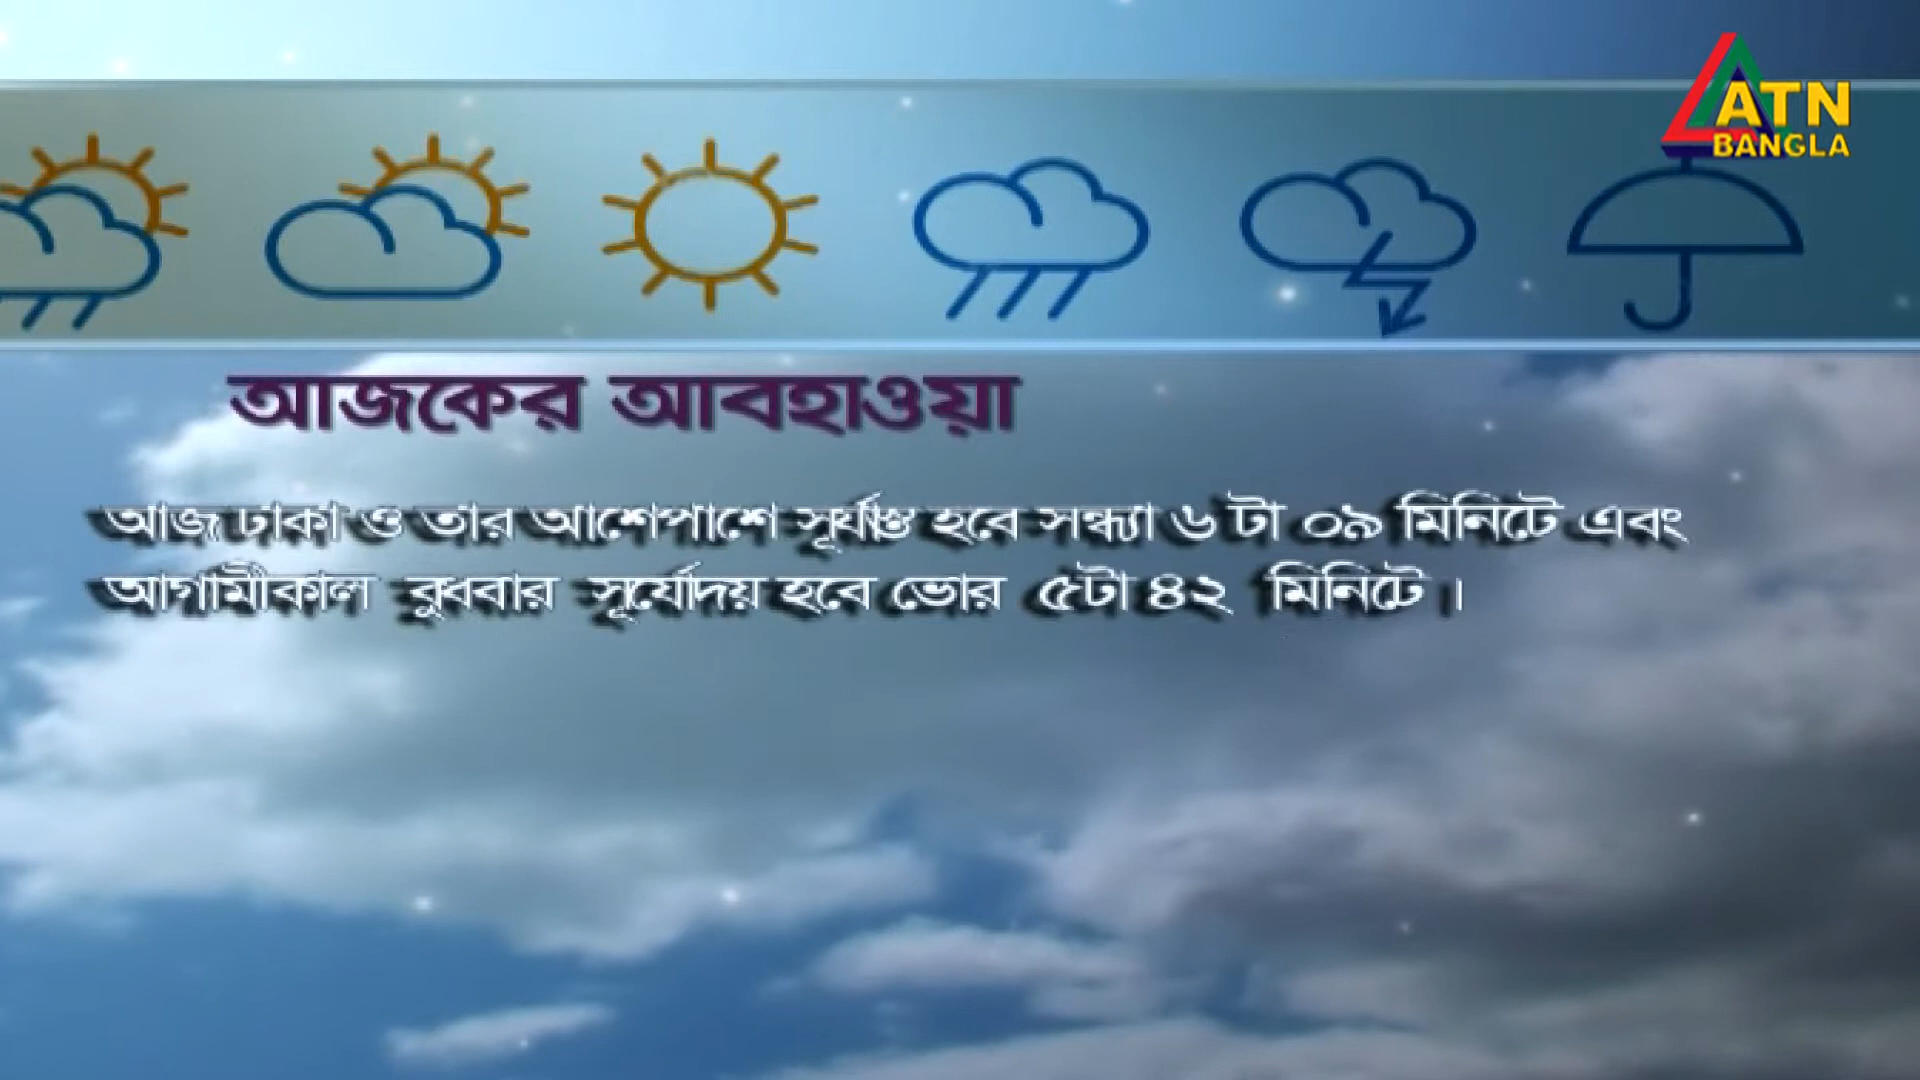 ATN
BANGLA
আজকের আবহাওয়া
আজ ঢাকা ও তার আশেপাশে সূর্যাস্ত হবে সন্ধ্যা ৬ টা ০৯ মিনিটে এবং
আগামীকাল বুধবার সূর্যোদয় হবে ভোর ৫টা ৪২ মিনিটে ।